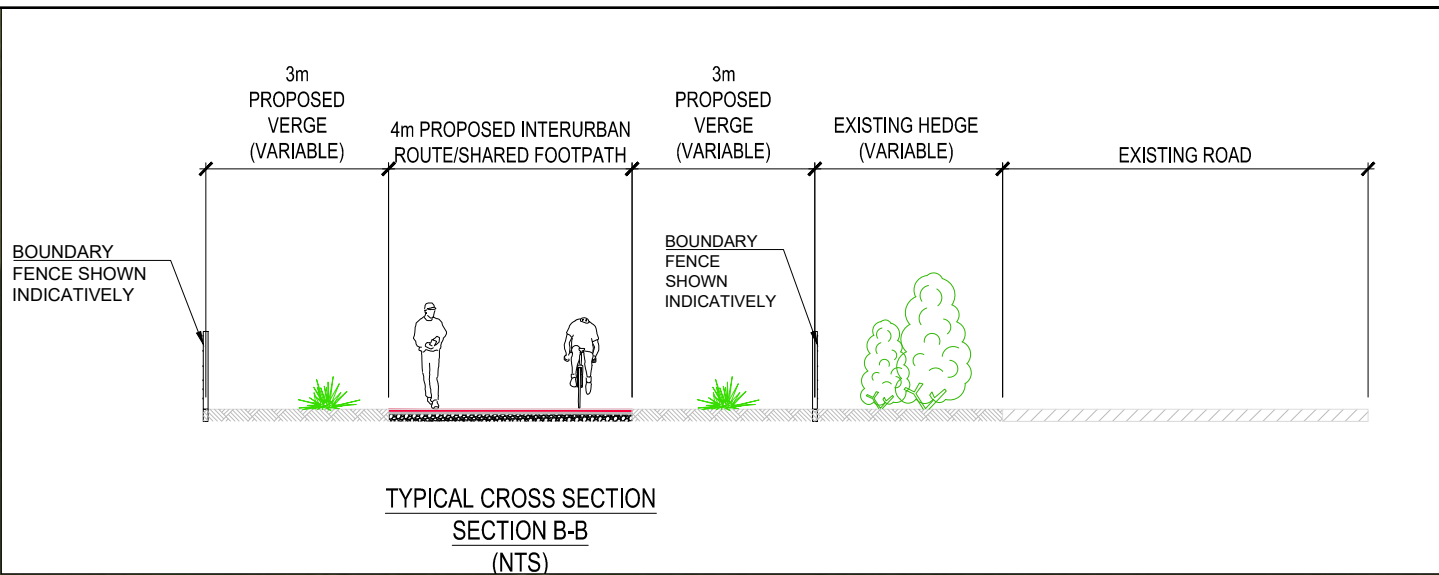 3m
PROPOSED
VERGE
(VARIABLE)
4m PROPOSED INTERURBAN
ROUTE/SHARED FOOTPATH
3m
PROPOSED
VERGE
(VARIABLE)
EXISTING HEDGE
(VARIABLE)
EXISTING ROAD
BOUNDARY
FENCE SHOWN
INDICATIVELY
BOUNDARY
FENCE
SHOWN
INDICATIVELY
TYPICAL CROSS SECTION
SECTION B-B
(NTS)